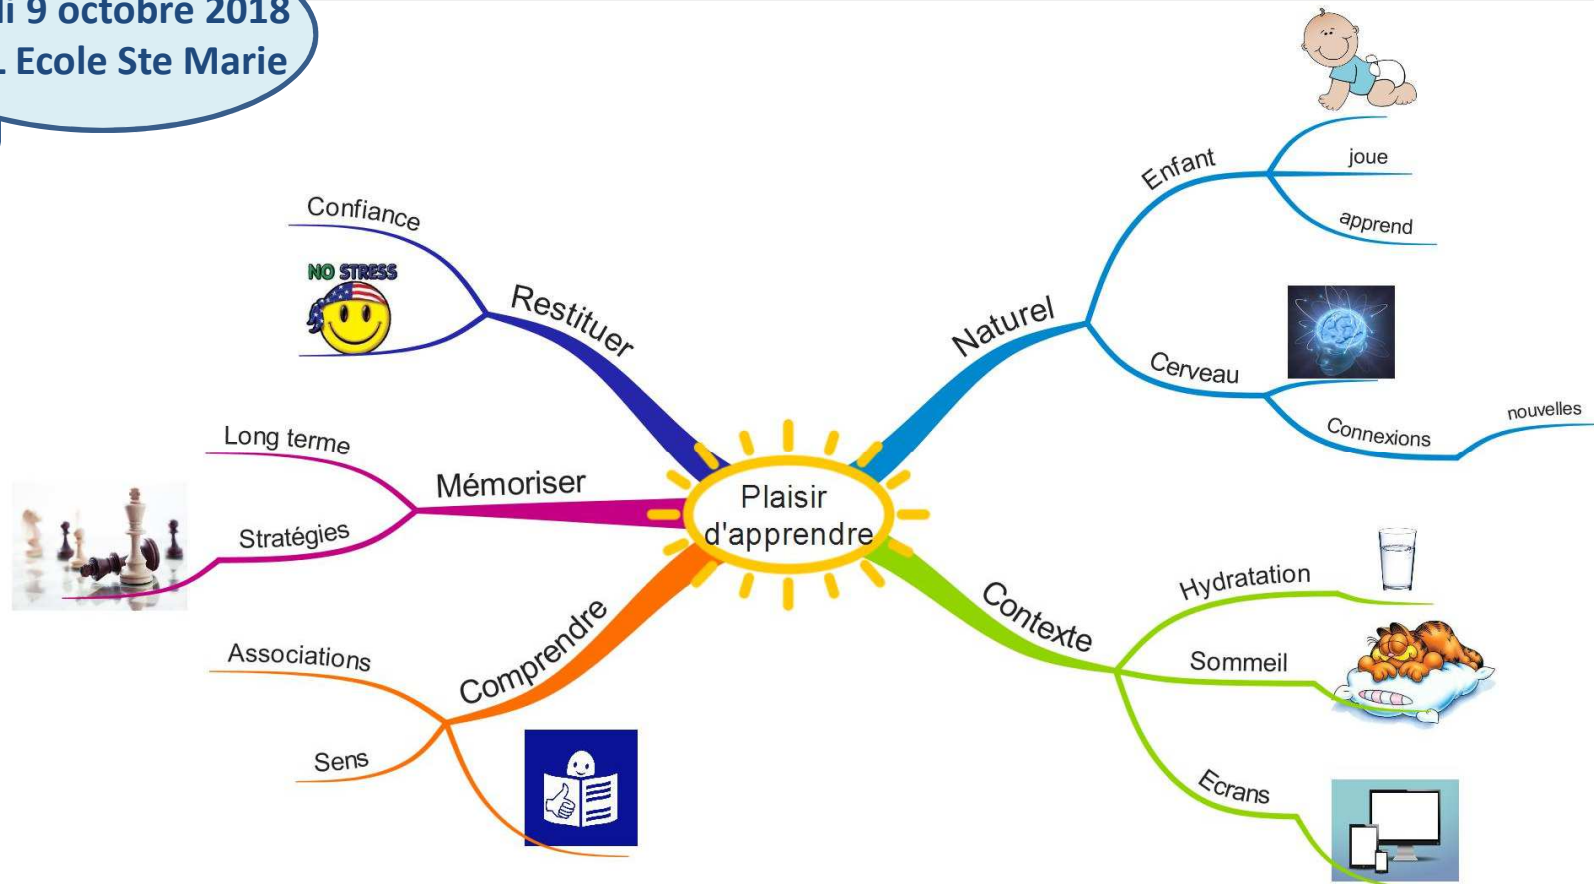 9 octobre 2018
Ecole Ste Marie
Plaisir
d'apprendre
Naturel
Enfant
joue
apprend
Cerveau
Connexions
nouvelles
Contexte
Hydratation
Sommeil
Ecrans
Comprendre
Associations
Sens
Mémoriser
Long terme
Stratégies
Restituer
Confiance
NO STRESS